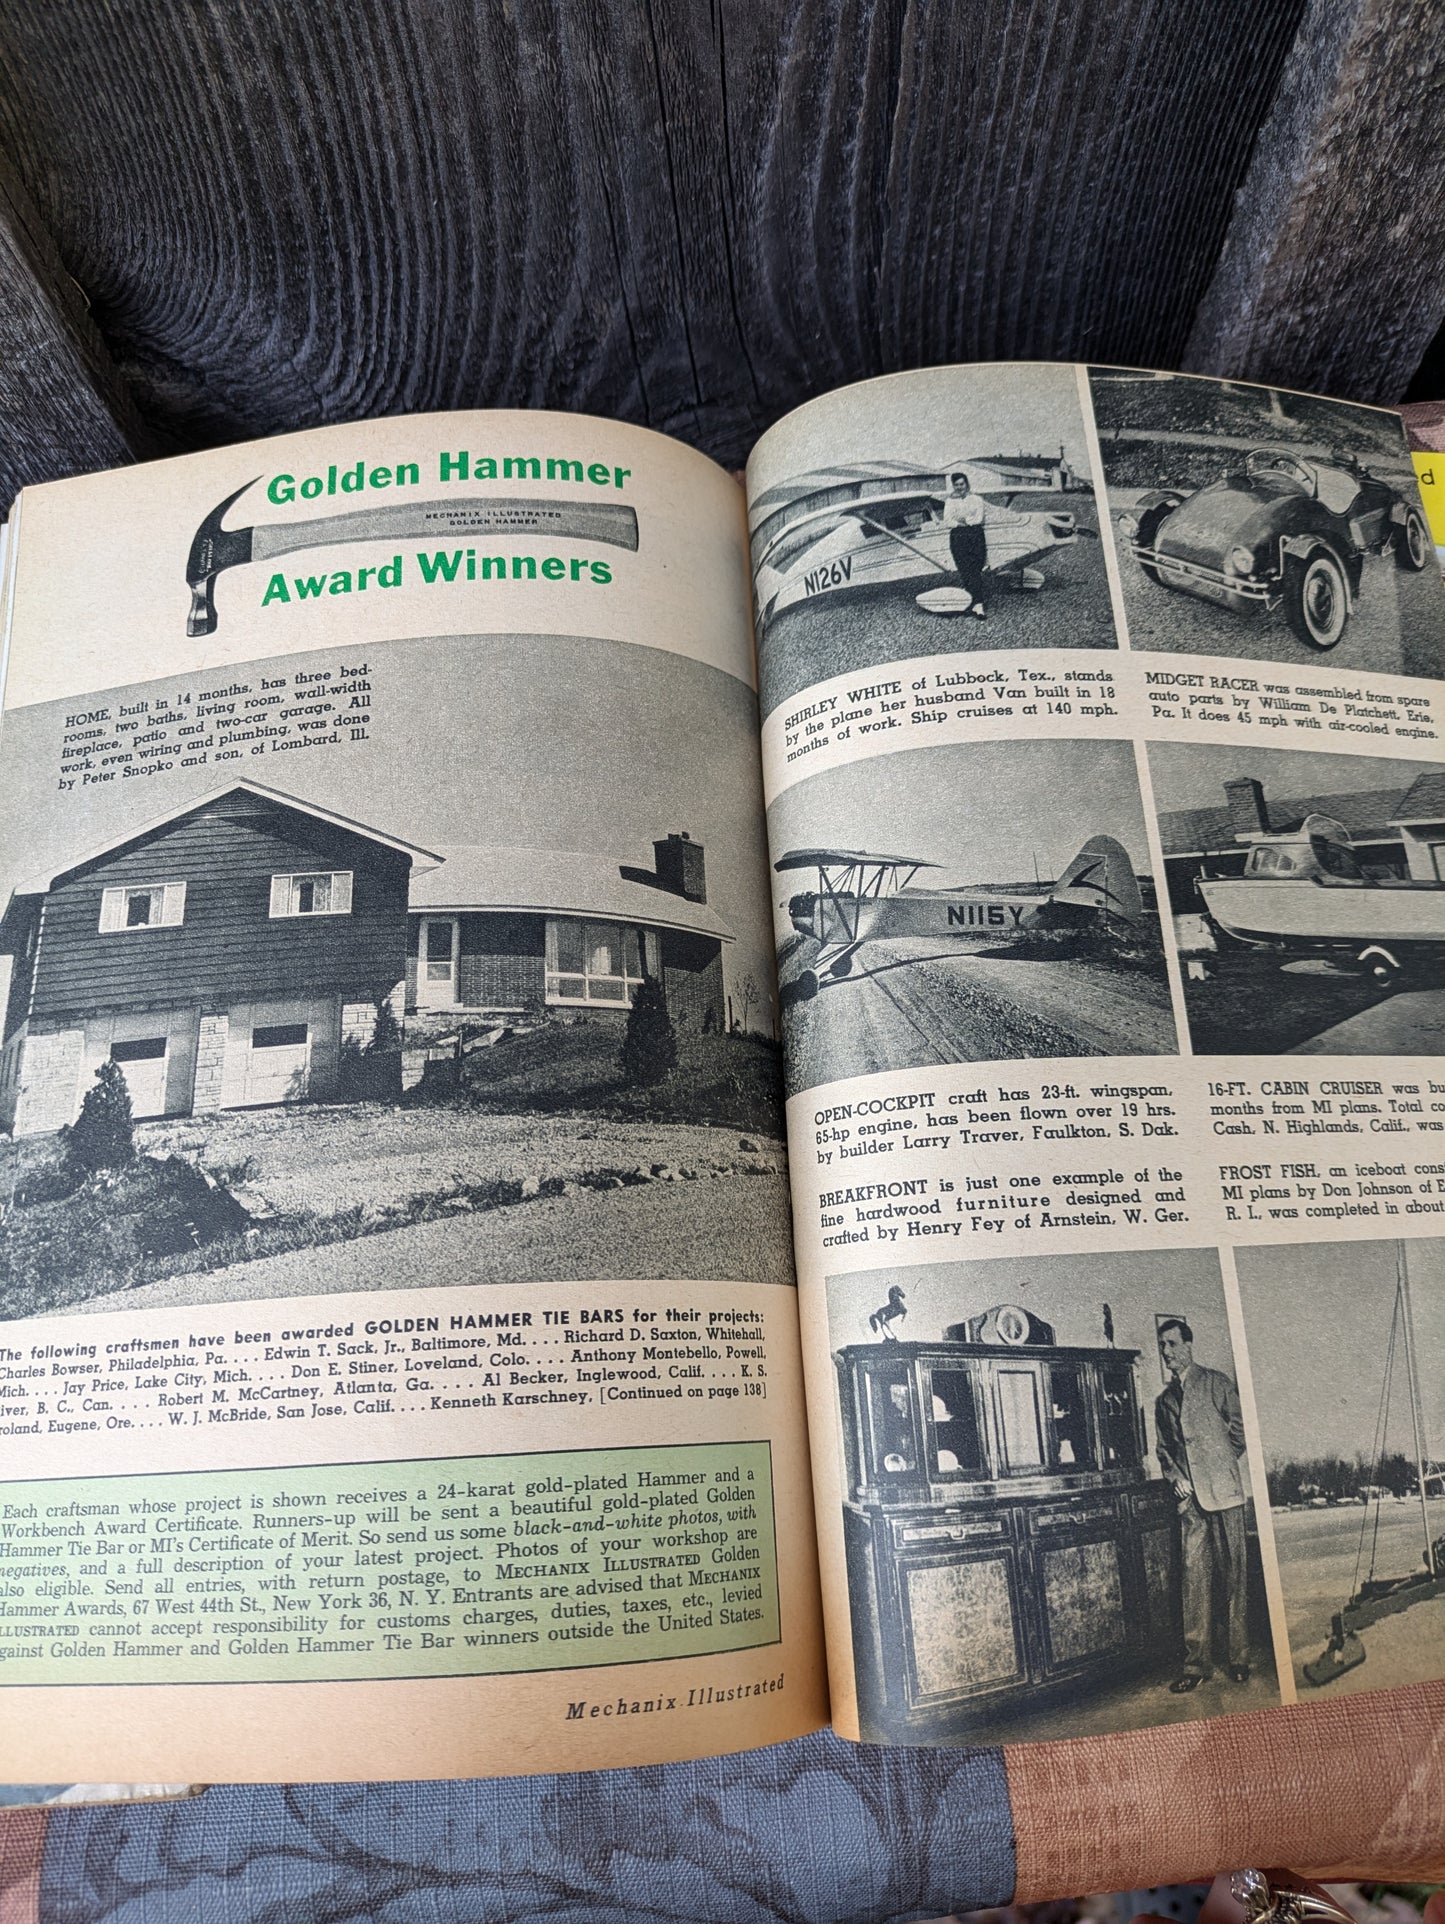 Golden Hammer
MECHANIX ILLUSTRATED
GOLDEN HAMMER
Award Winners
HOME, built in 14 months, has three bed-
rooms, two baths, living room, wall-width
fireplace, patio and two-car garage. All
work, even wiring and plumbing, was done
by Peter Snopko and son, of Lombard, Ill.
The following craftsmen have been awarded GOLDEN HAMMER TIE BARS for their projects:
Charles Bowser, Philadelphia, Pa. . . . Edwin T. Sack, Jr., Baltimore, Md. . . . Richard D. Saxton, Whitehall,
Mich. . . . Jay Price, Lake City, Mich. . . . Don E. Stiner, Loveland, Colo. . . . Anthony Montebello, Powell,
iver, B. C., Can. . . . Robert M. McCartney, Atlanta, Ga. . . . Al Becker, Inglewood, Calif. . . . K. S.
roland, Eugene, Ore. . . . W. J. McBride, San Jose, Calif. . . . Kenneth Karschney, [Continued on page 138]
Each craftsman whose project is shown receives a 24-karat gold-plated Hammer and a
Workbench Award Certificate. Runners-up will be sent a beautiful gold-plated Golden
Hammer Tie Bar or MI's Certificate of Merit. So send us some black-and-white photos, with
negatives, and a full description of your latest project. Photos of your workshop are
also eligible. Send all entries, with return postage, to MECHANIX ILLUSTRATED Golden
Hammer Awards, 67 West 44th St., New York 36, N. Y. Entrants are advised that MECHANIX
ILLUSTRATED cannot accept responsibility for customs charges, duties, taxes, etc., levied
gainst Golden Hammer and Golden Hammer Tie Bar winners outside the United States.
Mechanix Illustrated
N126V
SHIRLEY WHITE of Lubbock, Tex., stands
by the plane her husband Van built in 18
months of work. Ship cruises at 140 mph.
MIDGET RACER was assembled from spare
auto parts by William De Platchett, Erie,
Pa. It does 45 mph with air-cooled engine.
N115Y
OPEN-COCKPIT craft has 23-ft. wingspan,
65-hp engine, has been flown over 19 hrs.
by builder Larry Traver, Faulkton, S. Dak.
16-FT. CABIN CRUISER was bu
months from MI plans. Total co
Cash, N. Highlands, Calif., was
BREAKFRONT is just one example of the
fine hardwood furniture designed and
crafted by Henry Fey of Arnstein, W. Ger.
FROST FISH, an iceboat cons
MI plans by Don Johnson of E
R. I., was completed in about
d